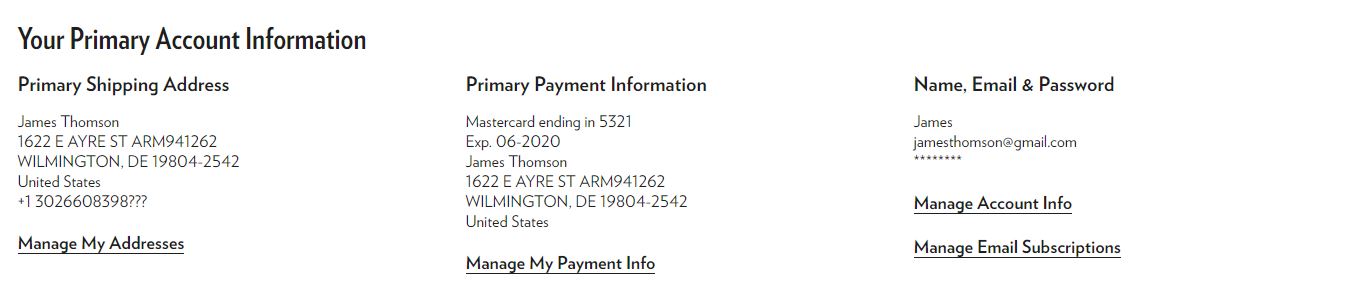 Your Primary Account Information
Primary Shipping Address
James Thomson
1622 E AYRE ST ARM941262
WILMINGTON, DE 19804-2542
United States
+1 3026608398???
Manage My Addresses
Primary Payment Information
Mastercard ending in 5321
Exp. 06-2020
James Thomson
1622 E AYRE ST ARM941262
WILMINGTON, DE 19804-2542
United States
Manage My Payment Info
Name, Email & Password
James
jamesthomson@gmail.com
********
Manage Account Info
Manage Email Subscriptions